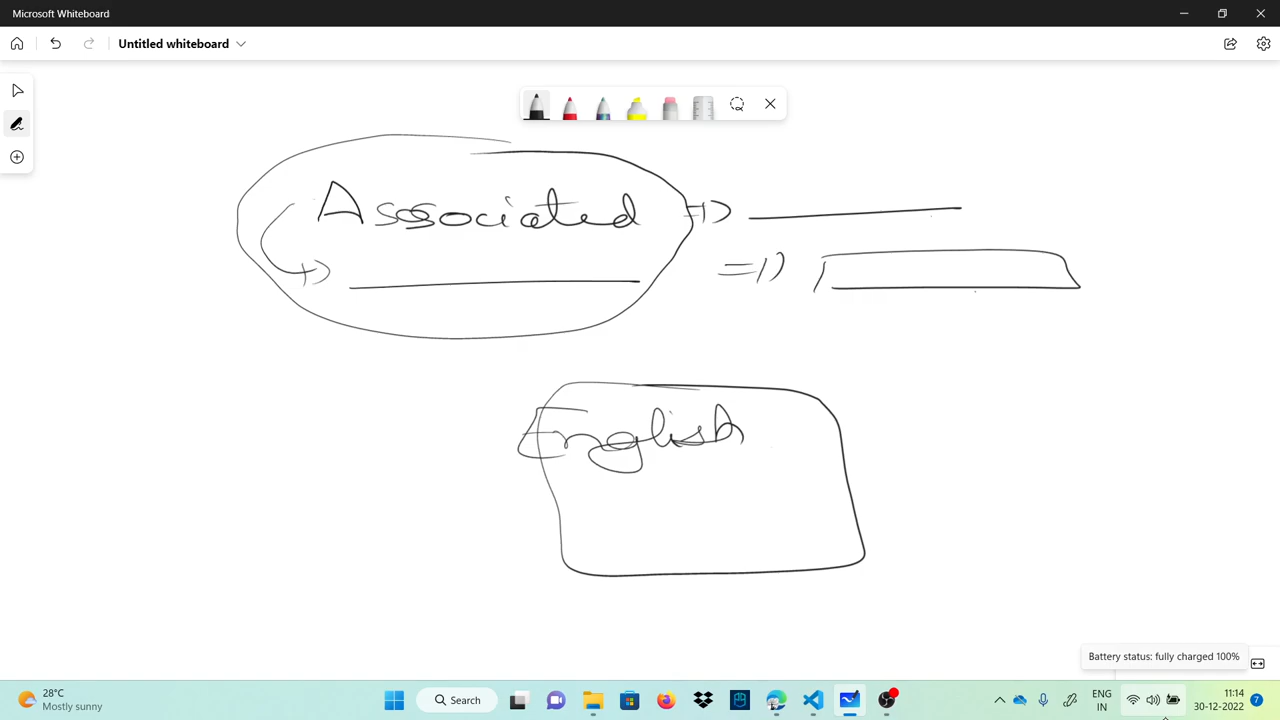 Microsoft Whiteboard
Untitled whiteboard
Associated
English
Battery status: fully charged 100%
28°C
Mostly sunny
Search
ENG
IN
11:14
30-12-2022
7